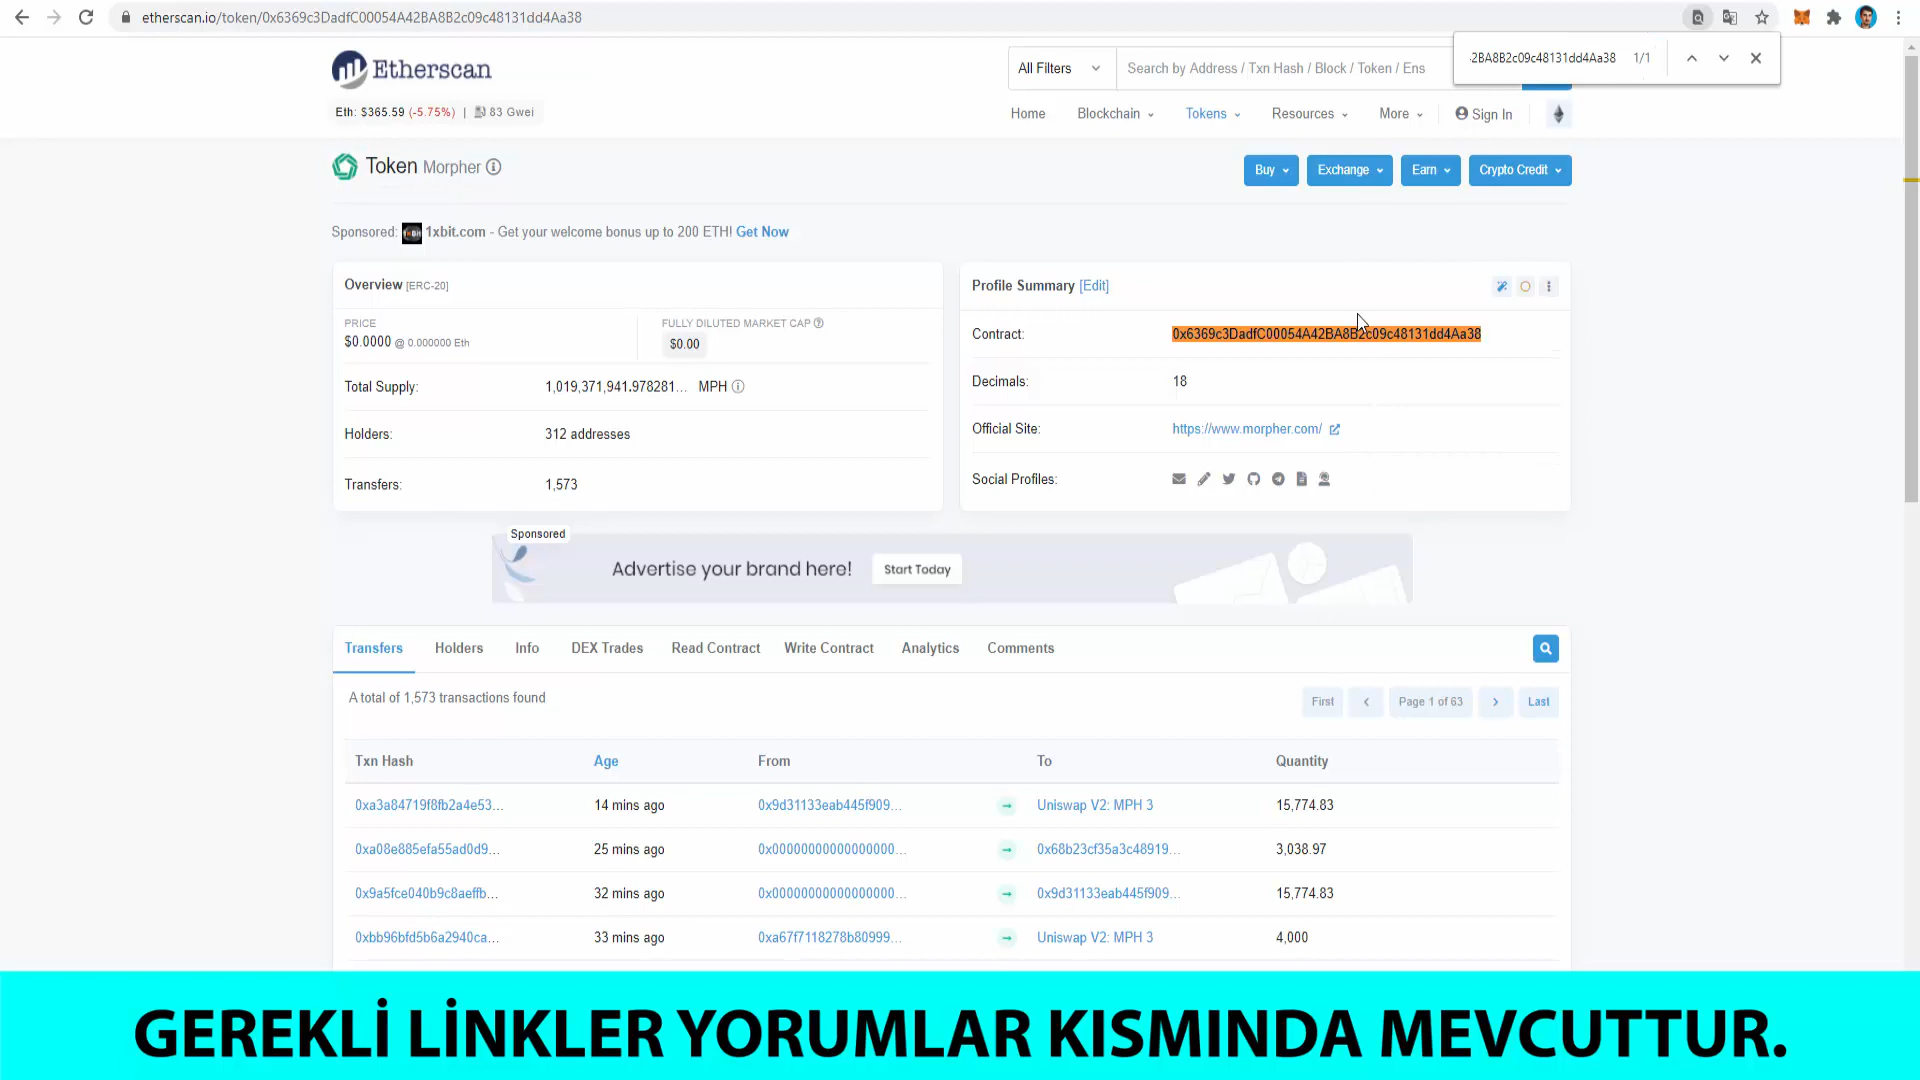 etherscan.io/token/0x6369c3DadfC00054A42BA8B2c09c48131dd4Aa38
2BA8B2c09c48131dd4Aa38 1/1
Etherscan
All Filters
Search by Address / Txn Hash / Block / Token / Ens
Eth: $365.59 (-5.75%) | 83 Gwei
Home Blockchain Tokens Resources More Sign In
Token Morpher
Buy Exchange Earn Crypto Credit
Sponsored: 1xbit.com - Get your welcome bonus up to 200 ETH! Get Now
Overview [ERC-20]
PRICE
$0.0000 @ 0.000000 Eth
FULLY DILUTED MARKET CAP
$0.00
Total Supply: 1,019,371,941.978281... MPH
Holders: 312 addresses
Transfers: 1,573
Profile Summary [Edit]
Contract: 0x6369c3DadfC00054A42BA8B2c09c48131dd4Aa38
Decimals: 18
Official Site: https://www.morpher.com/
Social Profiles:
Sponsored
Advertise your brand here! Start Today
Transfers Holders Info DEX Trades Read Contract Write Contract Analytics Comments
A total of 1,573 transactions found
First < Page 1 of 63 > Last
Txn Hash Age From To Quantity
0xa3a84719f8fb2a4e53... 14 mins ago 0x9d31133eab445f909... Uniswap V2: MPH 3 15,774.83
0xa08e885efa55ad0d9... 25 mins ago 0x00000000000000000... 0x68b23cf35a3c48919... 3,038.97
0x9a5fce040b9c8aeffb... 32 mins ago 0x00000000000000000... 0x9d31133eab445f909... 15,774.83
0xbb96bfd5b6a2940ca... 33 mins ago 0xa67f7118278b80999... Uniswap V2: MPH 3 4,000
GEREKLİ LİNKLER YORUMLAR KISMINDA MEVCUTTUR.